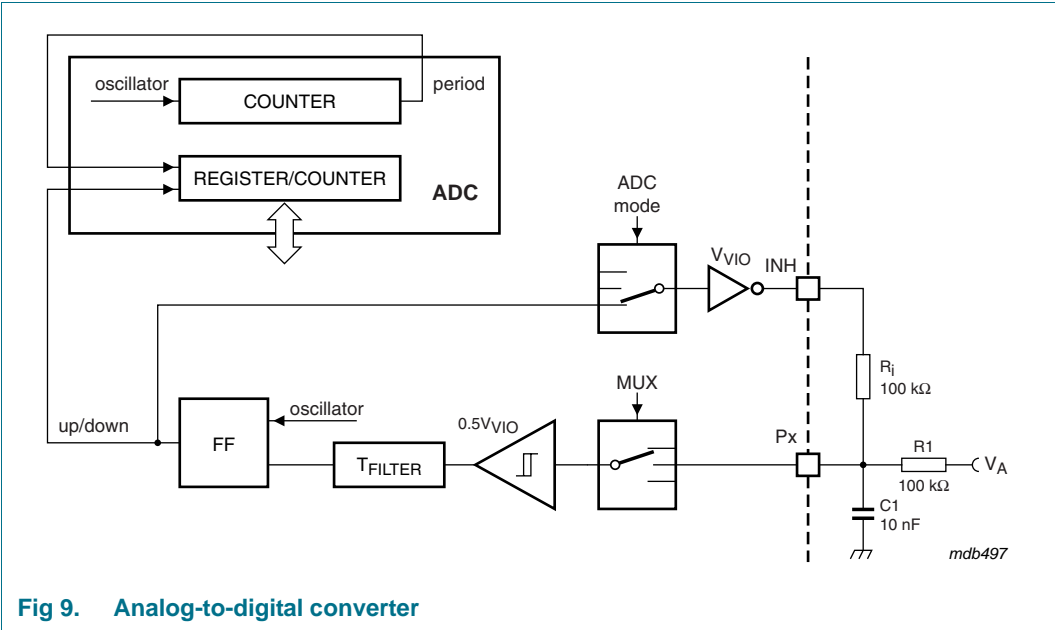 oscillator
COUNTER
period
REGISTER/COUNTER
ADC
ADC
mode
VVIO
INH
Ri
100 kΩ
MUX
up/down
FF
oscillator
TFILTER
0.5VVIO
Px
R1
100 kΩ
VA
C1
10 nF
mdb497
Fig 9. Analog-to-digital converter